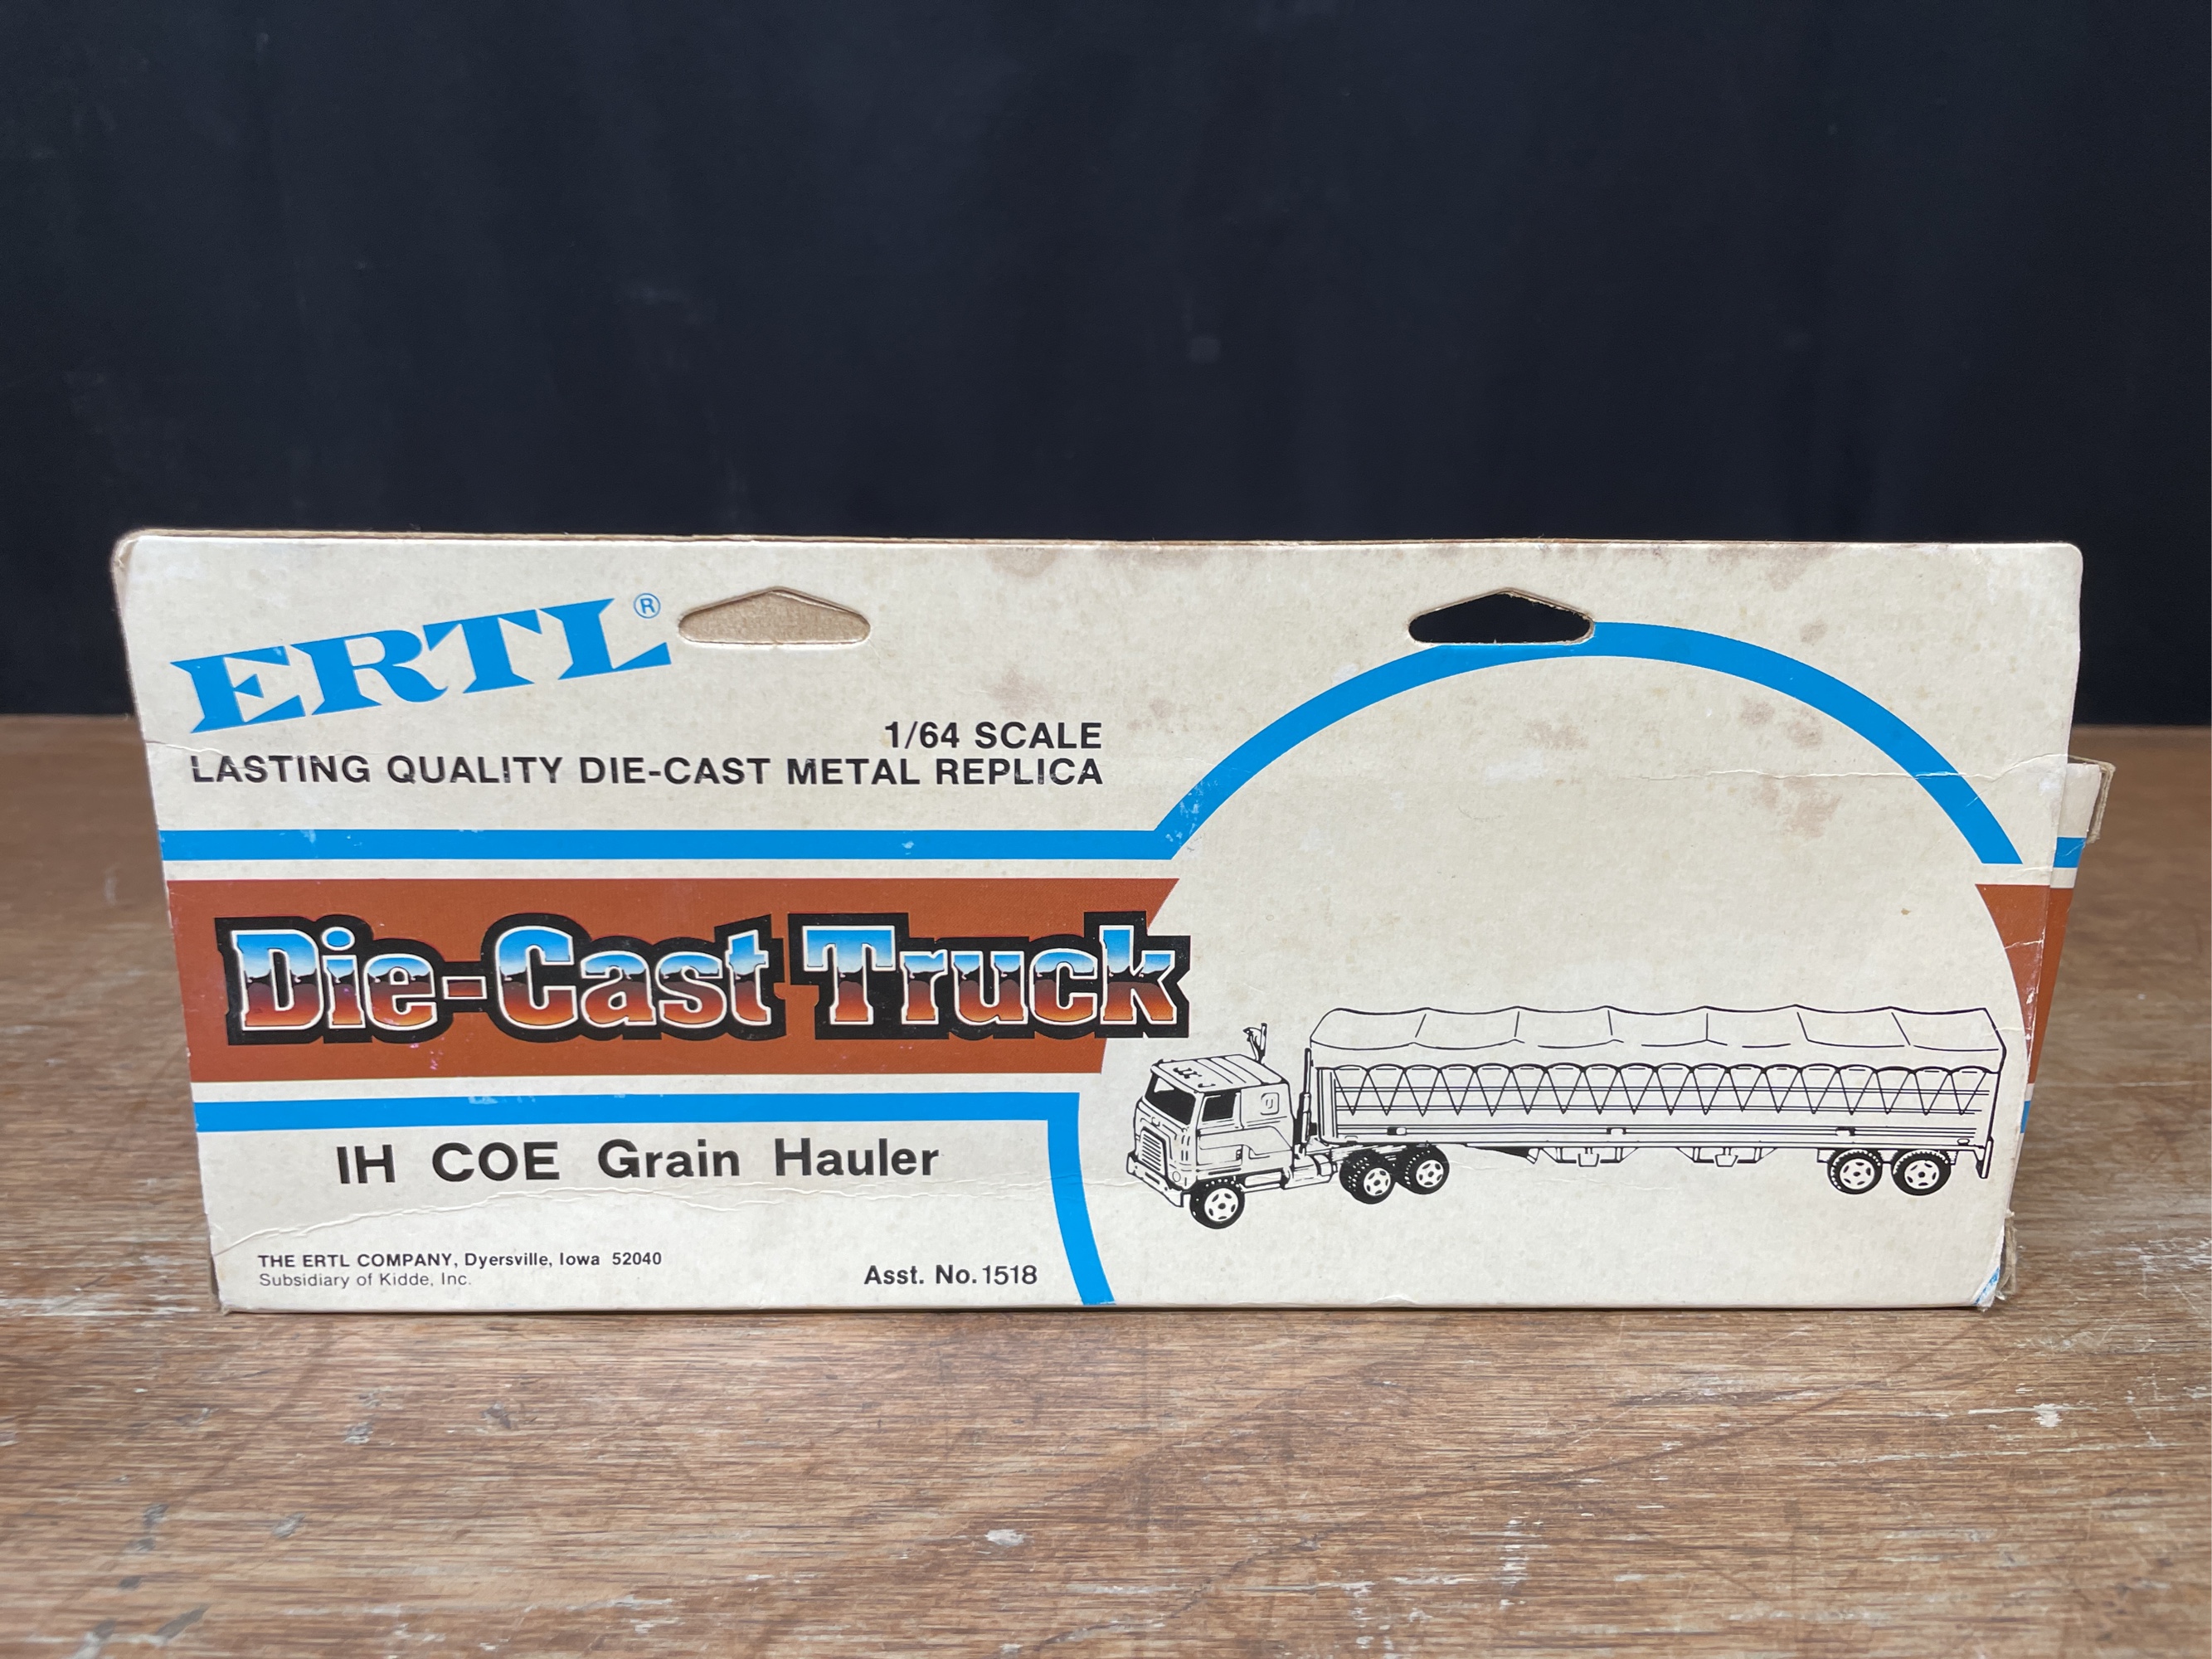 ERTL®
1/64 SCALE
LASTING QUALITY DIE-CAST METAL REPLICA
Die-Cast Truck
IH COE Grain Hauler
THE ERTL COMPANY, Dyersville, Iowa 52040
Subsidiary of Kidde, Inc.
Asst. No. 1518